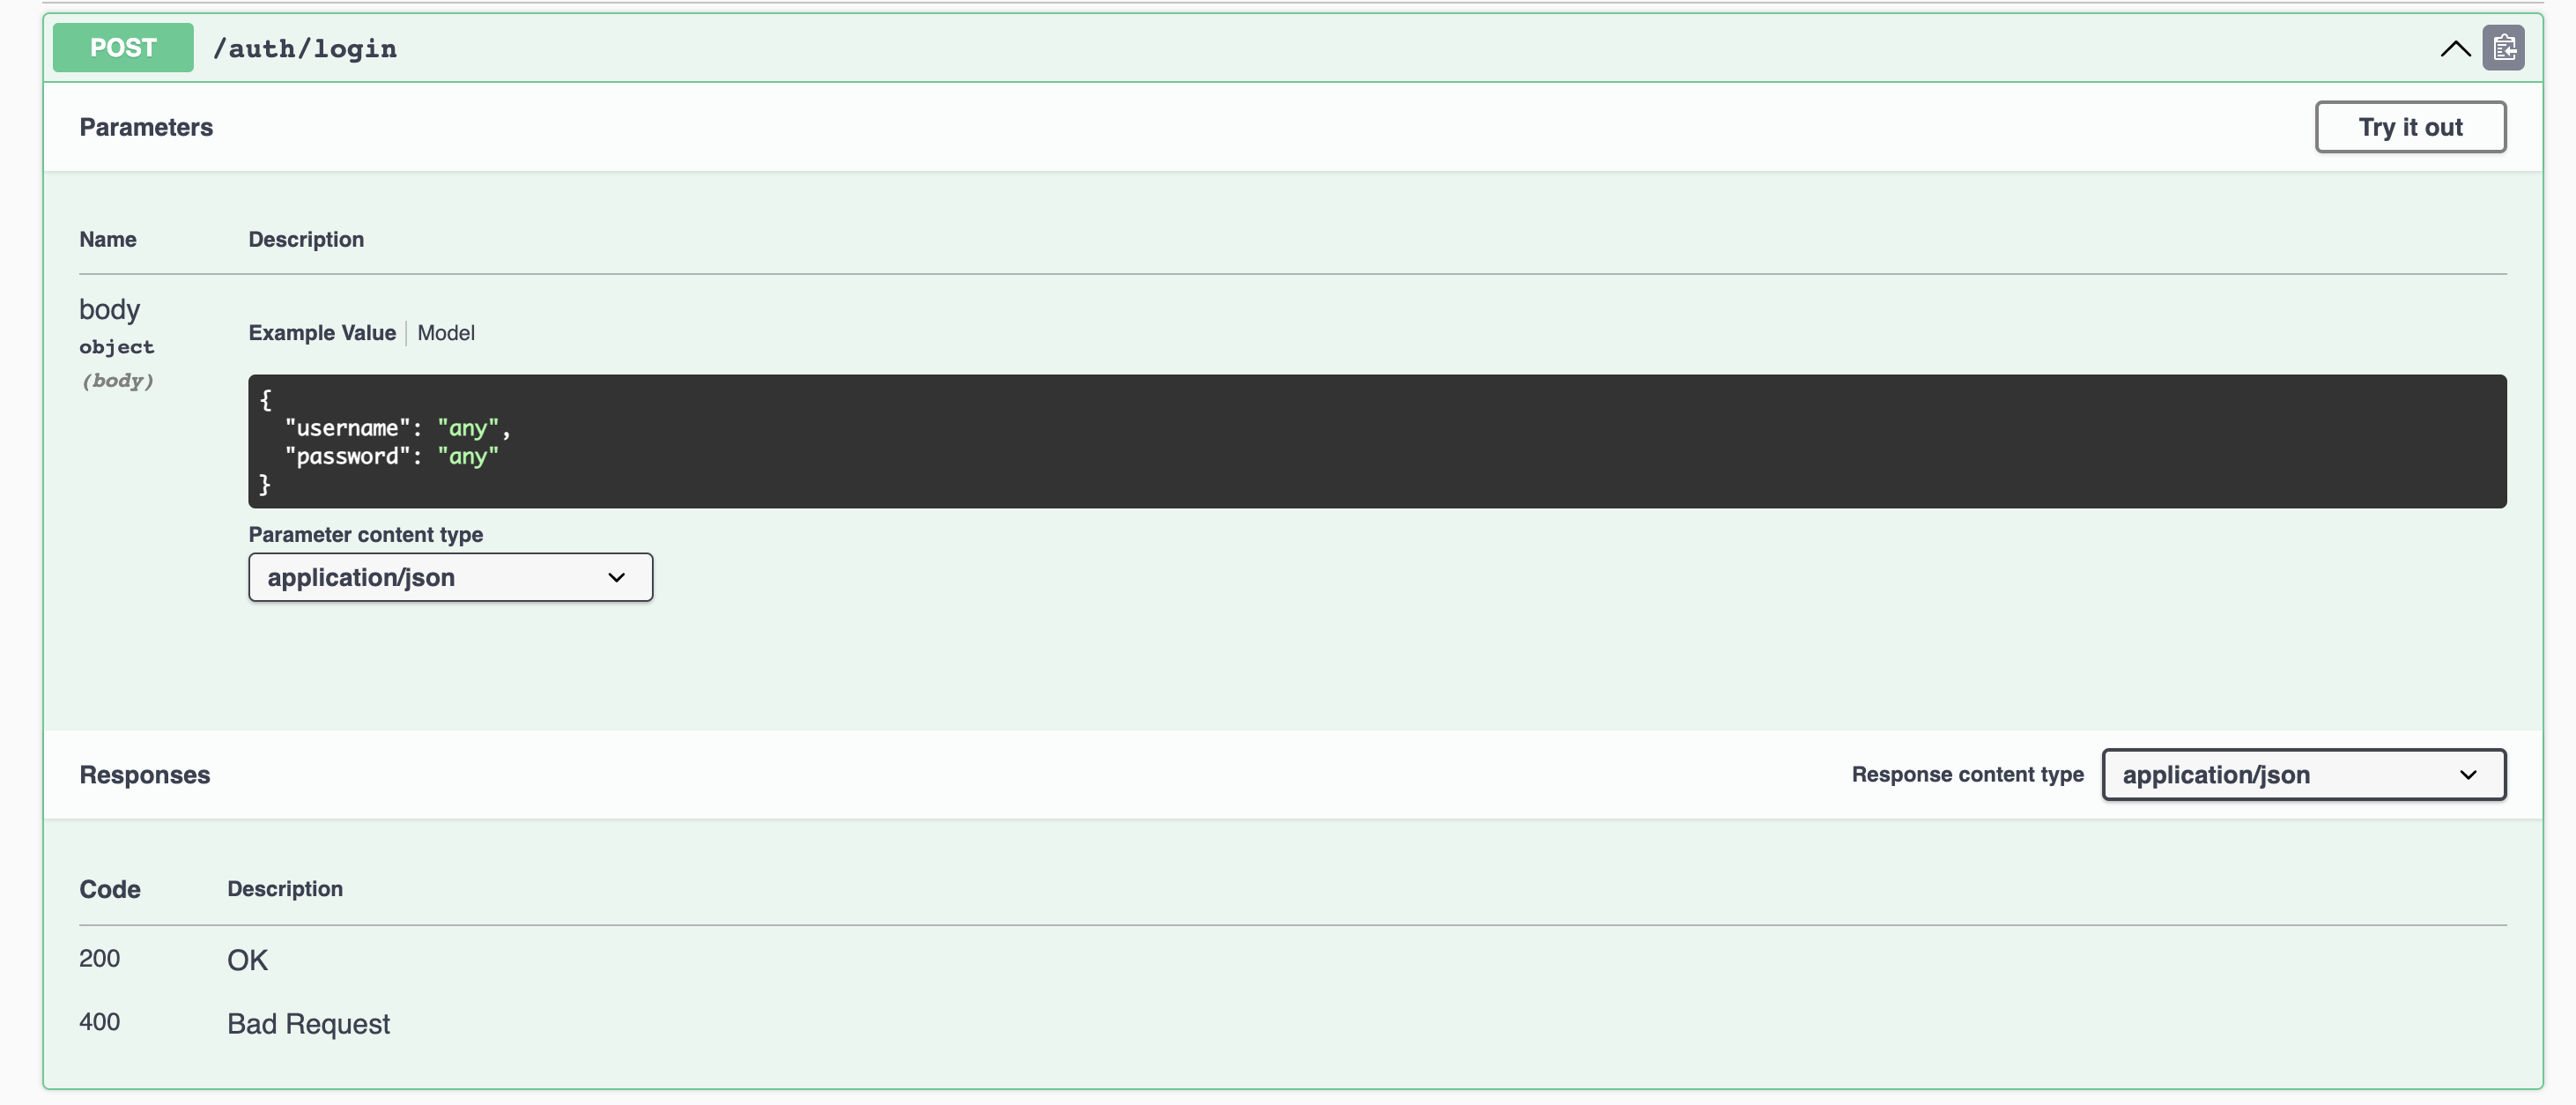 POST /auth/login
Parameters
Try it out
Name Description
body
object
(body)
Example Value Model
{
  "username": "any",
  "password": "any"
}
Parameter content type
application/json
Responses
Response content type application/json
Code Description
200 OK
400 Bad Request